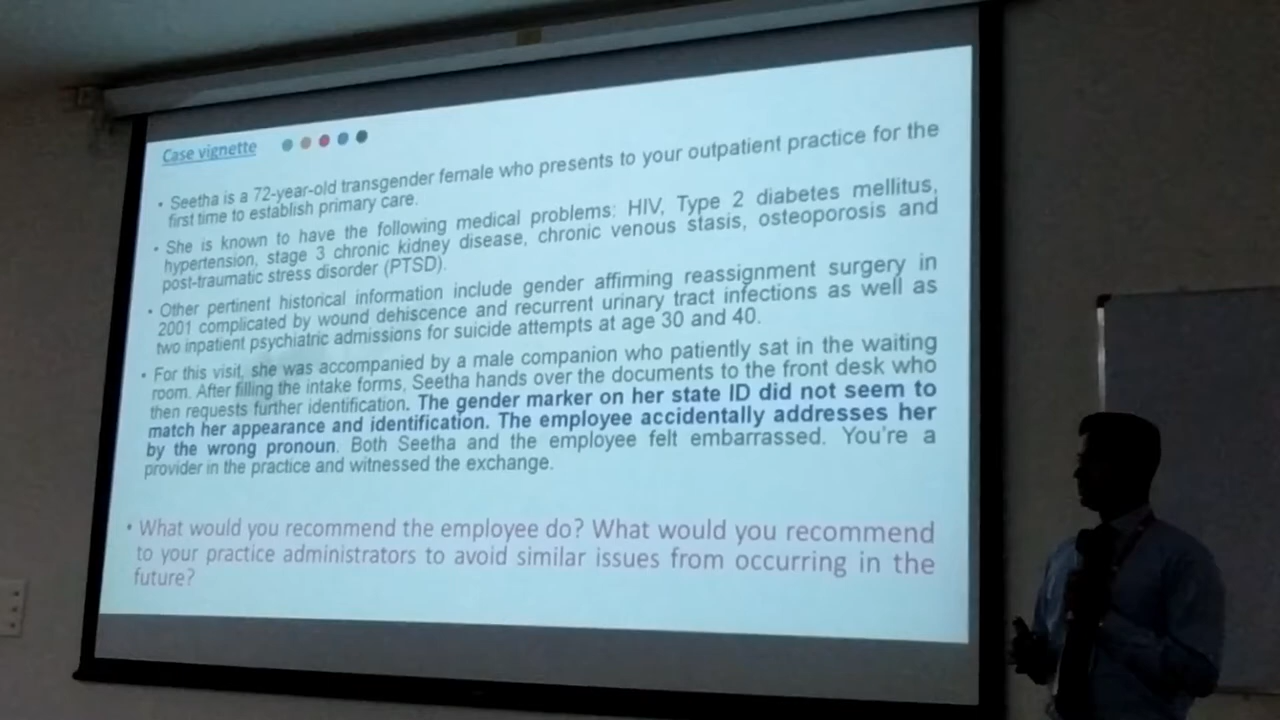 Case vignette
• Seetha is a 72-year-old transgender female who presents to your outpatient practice for the
first time to establish primary care.
• She is known to have the following medical problems: HIV, Type 2 diabetes mellitus,
hypertension, stage 3 chronic kidney disease, chronic venous stasis, osteoporosis and
post-traumatic stress disorder (PTSD).
• Other pertinent historical information include gender affirming reassignment surgery in
2001 complicated by wound dehiscence and recurrent urinary tract infections as well as
two inpatient psychiatric admissions for suicide attempts at age 30 and 40.
• For this visit, she was accompanied by a male companion who patiently sat in the waiting
room. After filling the intake forms, Seetha hands over the documents to the front desk who
then requests further identification. The gender marker on her state ID did not seem to
match her appearance and identification. The employee accidentally addresses her
by the wrong pronoun. Both Seetha and the employee felt embarrassed. You're a
provider in the practice and witnessed the exchange.
• What would you recommend the employee do? What would you recommend
to your practice administrators to avoid similar issues from occurring in the
future?